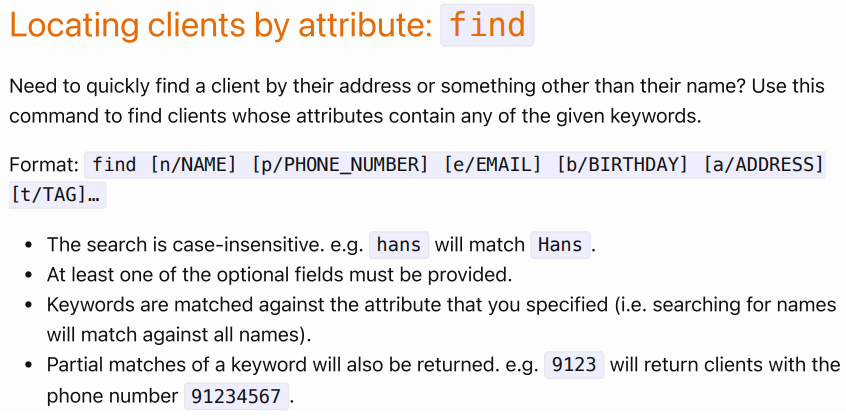 Locating clients by attribute: find
Need to quickly find a client by their address or something other than their name? Use this
command to find clients whose attributes contain any of the given keywords.
Format: find [n/NAME] [p/PHONE_NUMBER] [e/EMAIL] [b/BIRTHDAY] [a/ADDRESS]
[t/TAG]…
• The search is case-insensitive. e.g. hans will match Hans.
• At least one of the optional fields must be provided.
• Keywords are matched against the attribute that you specified (i.e. searching for names
will match against all names).
• Partial matches of a keyword will also be returned. e.g. 9123 will return clients with the
phone number 91234567.